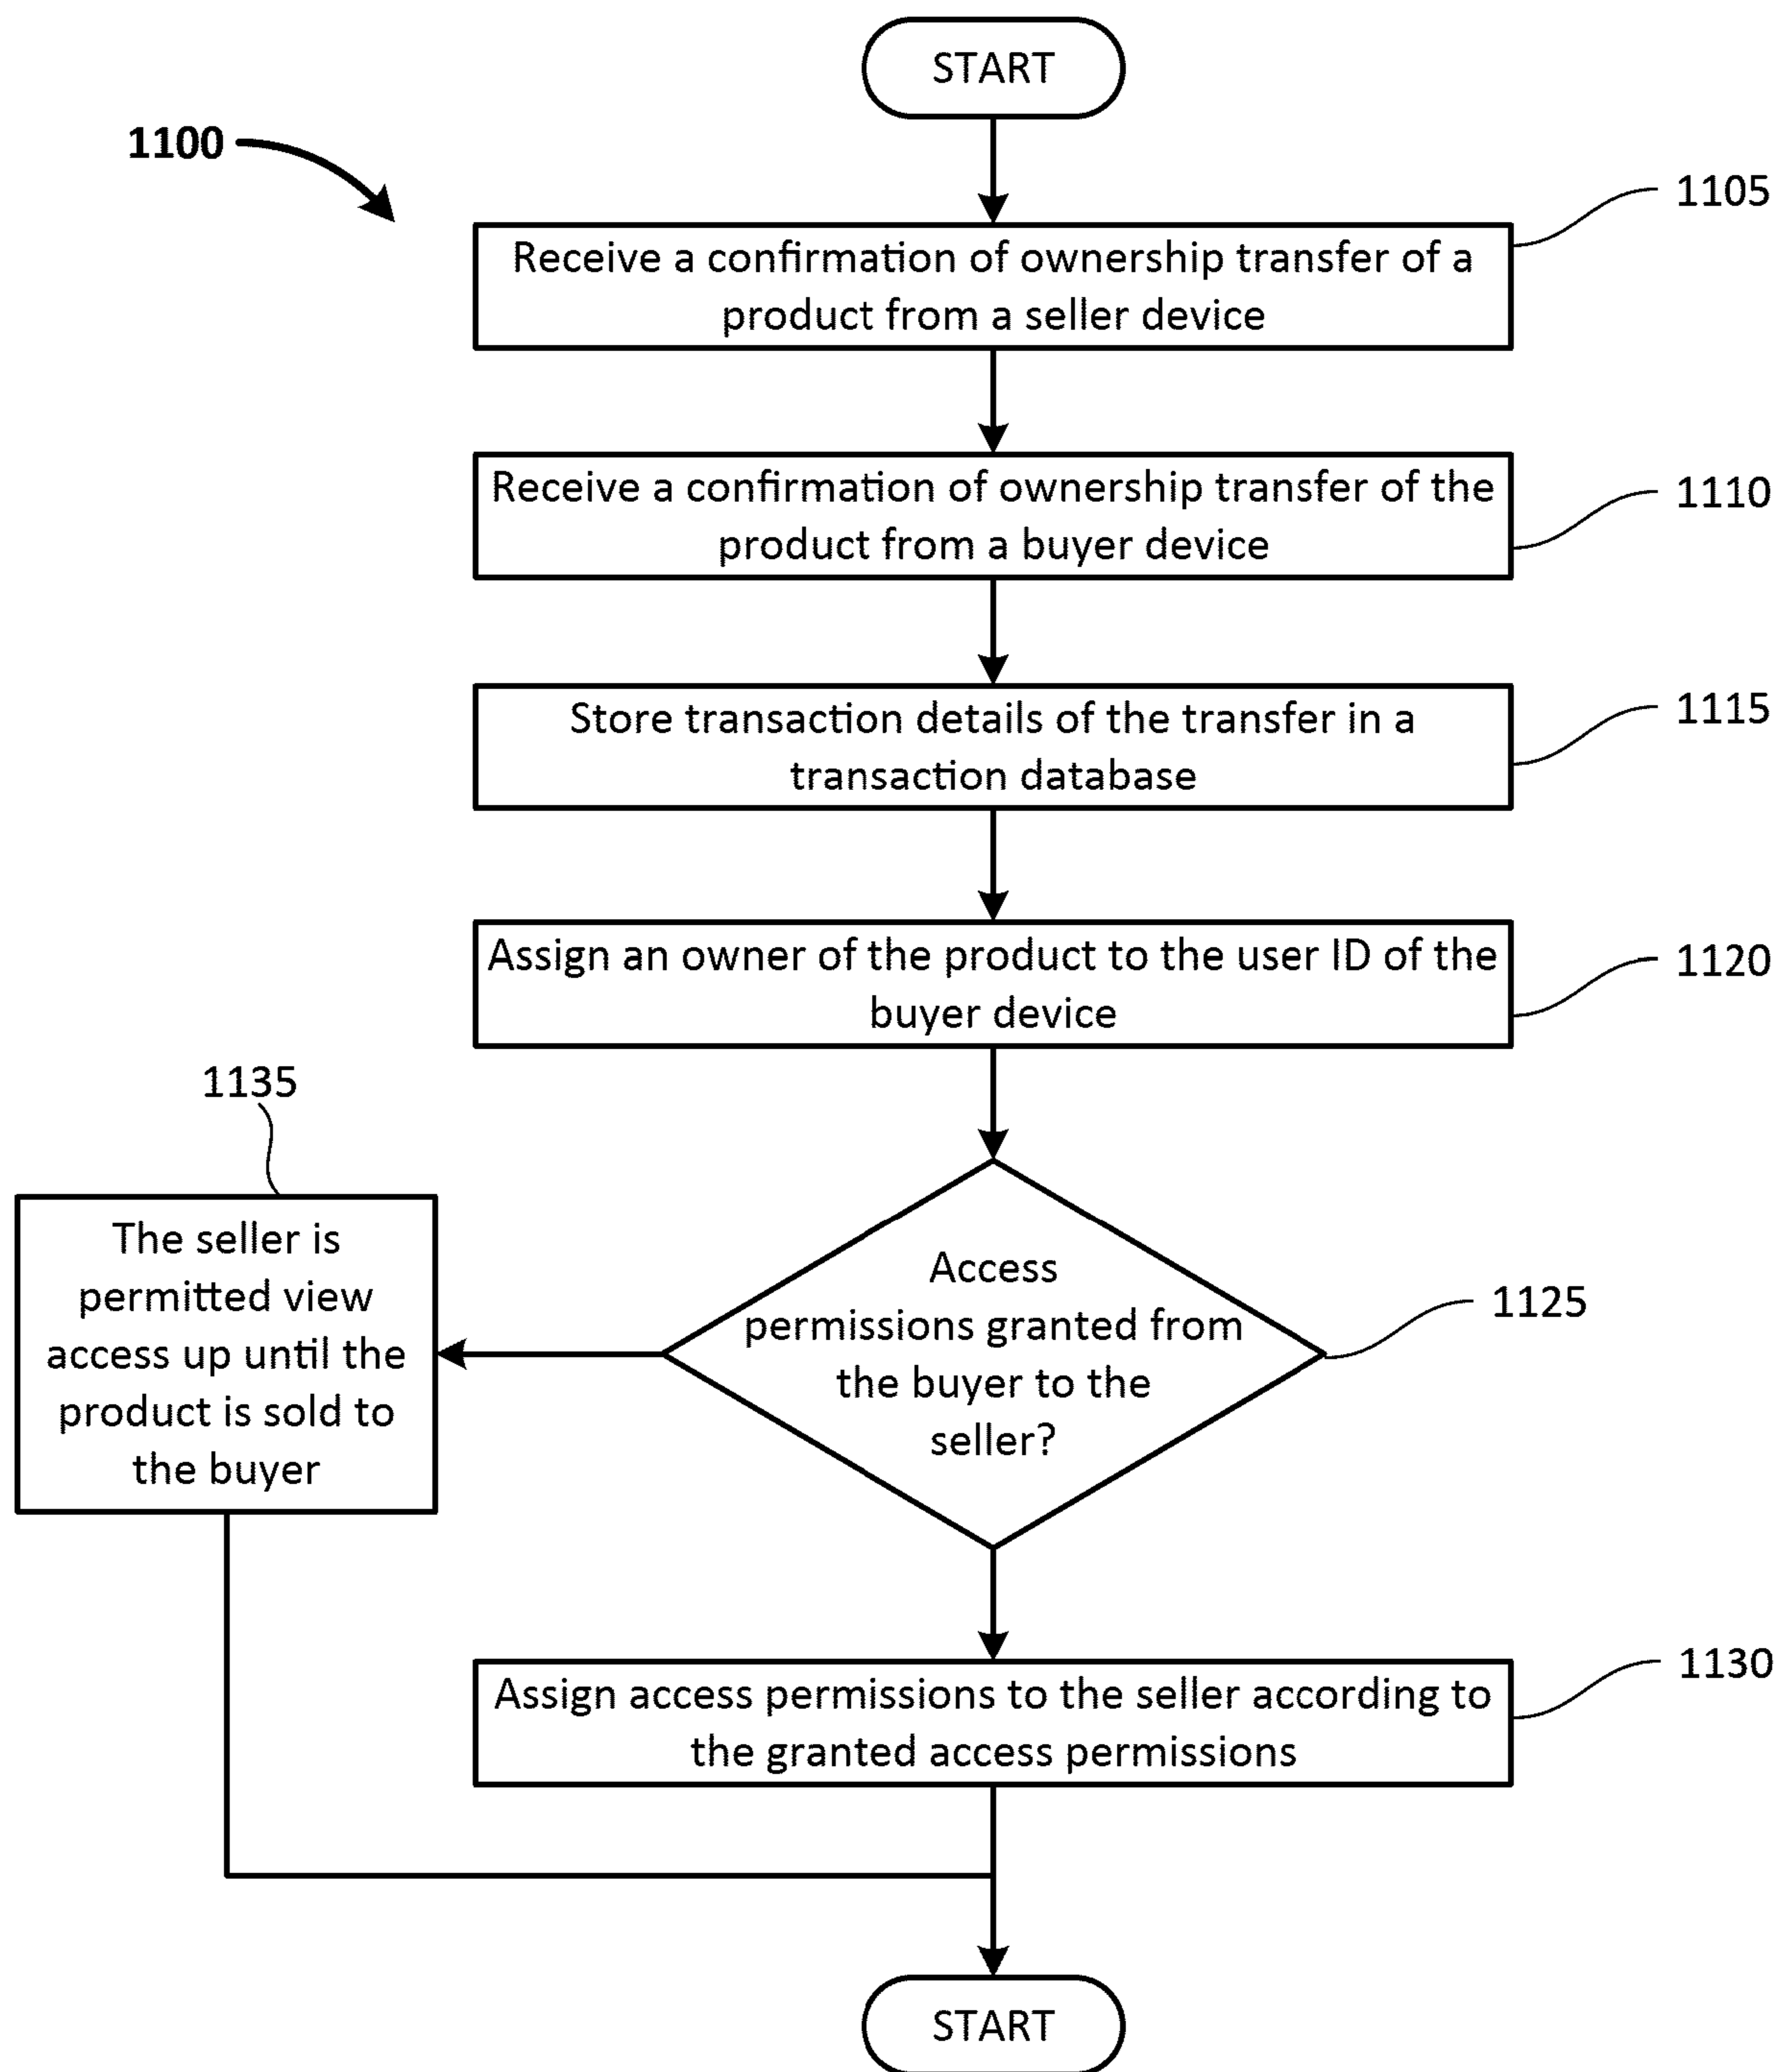 START
1100
1105
Receive a confirmation of ownership transfer of a
product from a seller device
1110
Receive a confirmation of ownership transfer of the
product from a buyer device
1115
Store transaction details of the transfer in a
transaction database
1120
Assign an owner of the product to the user ID of the
buyer device
1135
The seller is
permitted view
access up until the
product is sold to
the buyer
1125
Access
permissions granted from
the buyer to the
seller?
1130
Assign access permissions to the seller according to
the granted access permissions
START